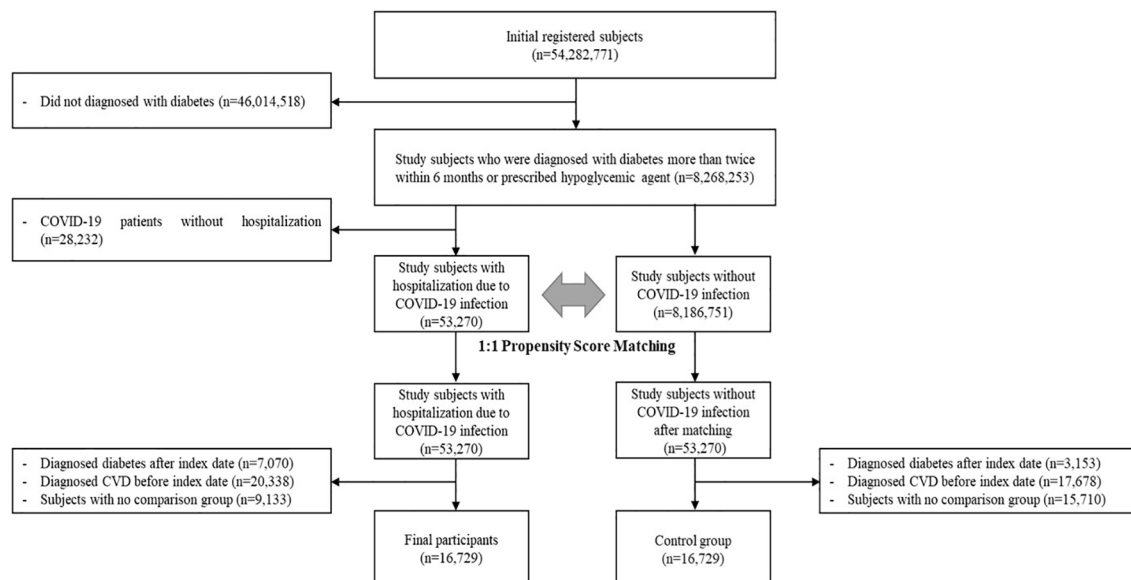 Initial registered subjects
(n=54,282,771)
- Did not diagnosed with diabetes (n=46,014,518)
Study subjects who were diagnosed with diabetes more than twice
within 6 months or prescribed hypoglycemic agent (n=8,268,253)
- COVID-19 patients without hospitalization
(n=28,232)
Study subjects with
hospitalization due to
COVID-19 infection
(n=53,270)
Study subjects without
COVID-19 infection
(n=8,186,751)
1:1 Propensity Score Matching
Study subjects with
hospitalization due to
COVID-19 infection
(n=53,270)
Study subjects without
COVID-19 infection
after matching
(n=53,270)
- Diagnosed diabetes after index date (n=7,070)
- Diagnosed CVD before index date (n=20,338)
- Subjects with no comparison group (n=9,133)
- Diagnosed diabetes after index date (n=3,153)
- Diagnosed CVD before index date (n=17,678)
- Subjects with no comparison group (n=15,710)
Final participants
(n=16,729)
Control group
(n=16,729)